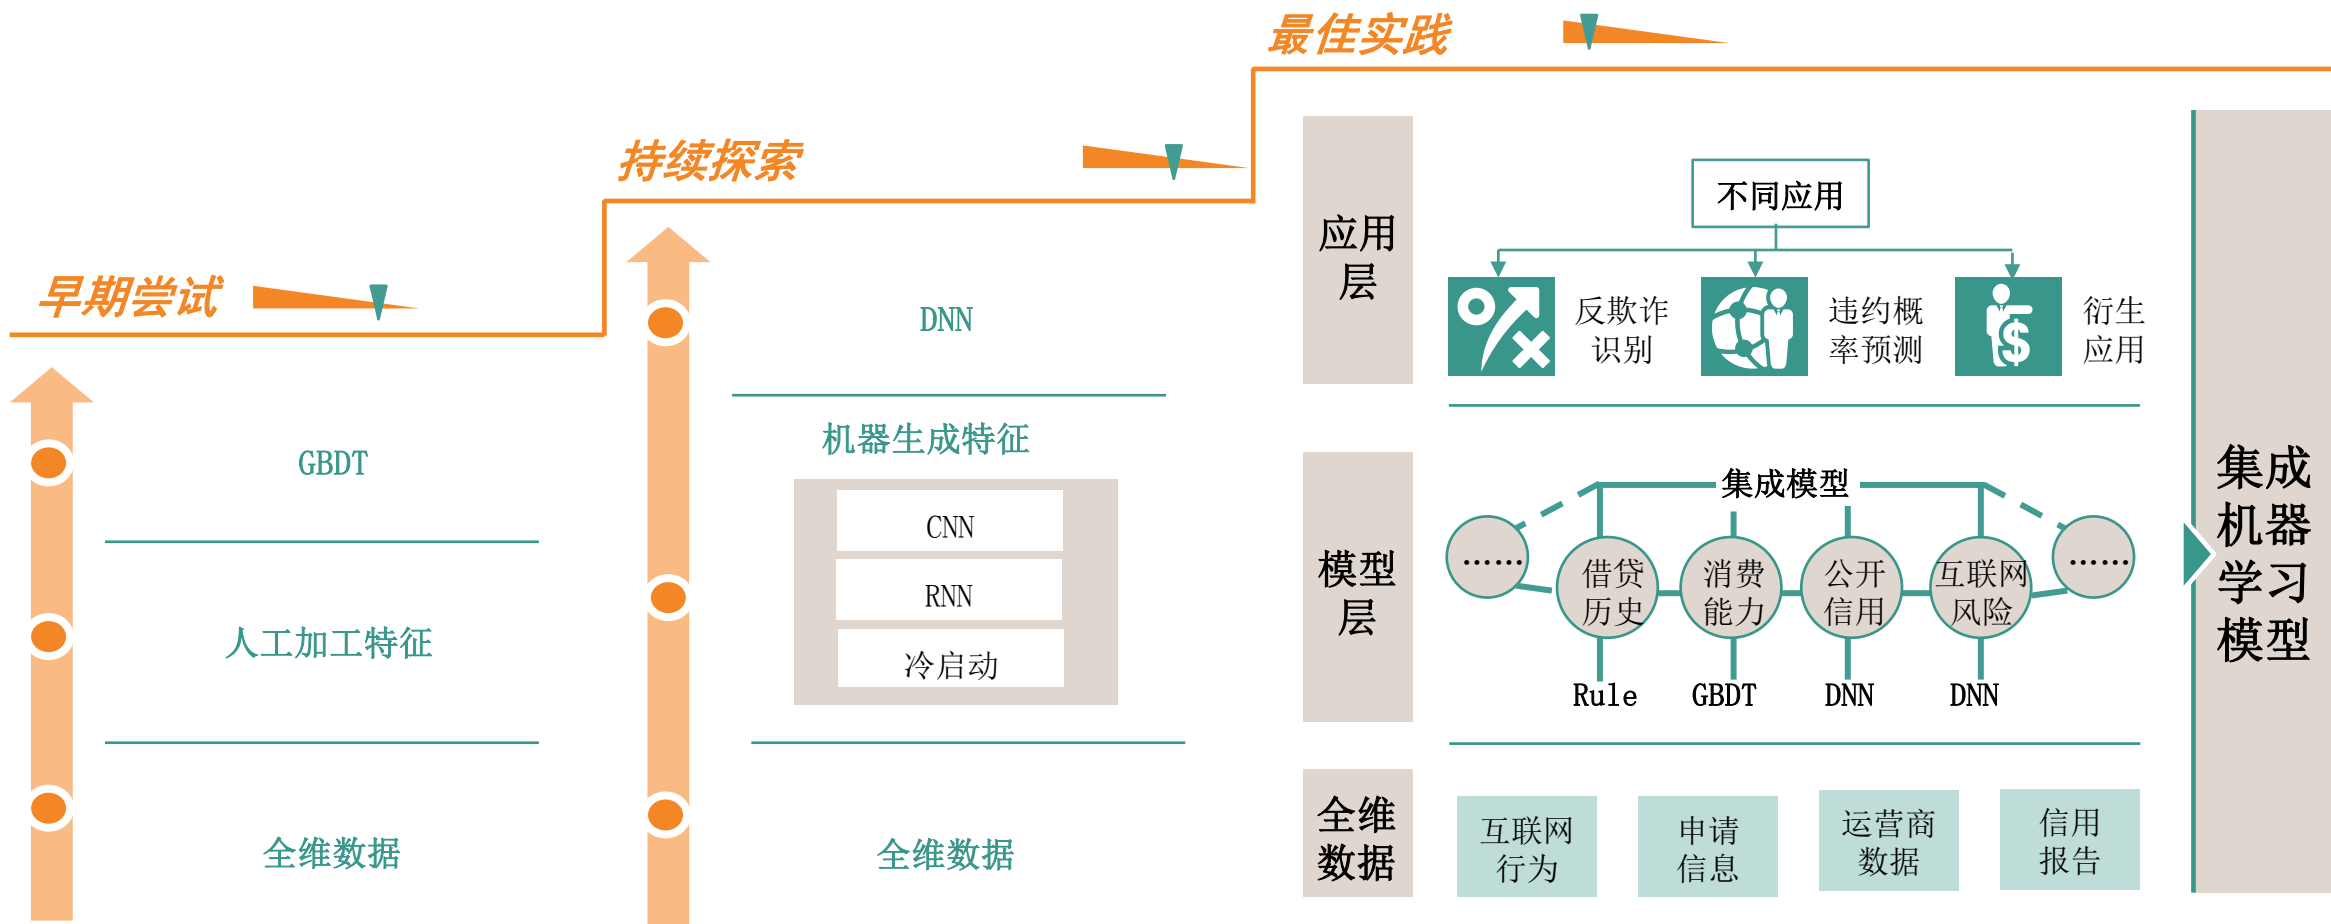 早期尝试
GBDT
人工加工特征
全维数据
持续探索
DNN
机器生成特征
CNN
RNN
冷启动
全维数据
最佳实践
应用
层
不同应用
反欺诈
识别
违约概
率预测
衍生
应用
模型
层
集成模型
……
借贷
历史
消费
能力
公开
信用
互联网
风险
……
Rule
GBDT
DNN
DNN
全维
数据
互联网
行为
申请
信息
运营商
数据
信用
报告
集成
机器
学习
模型